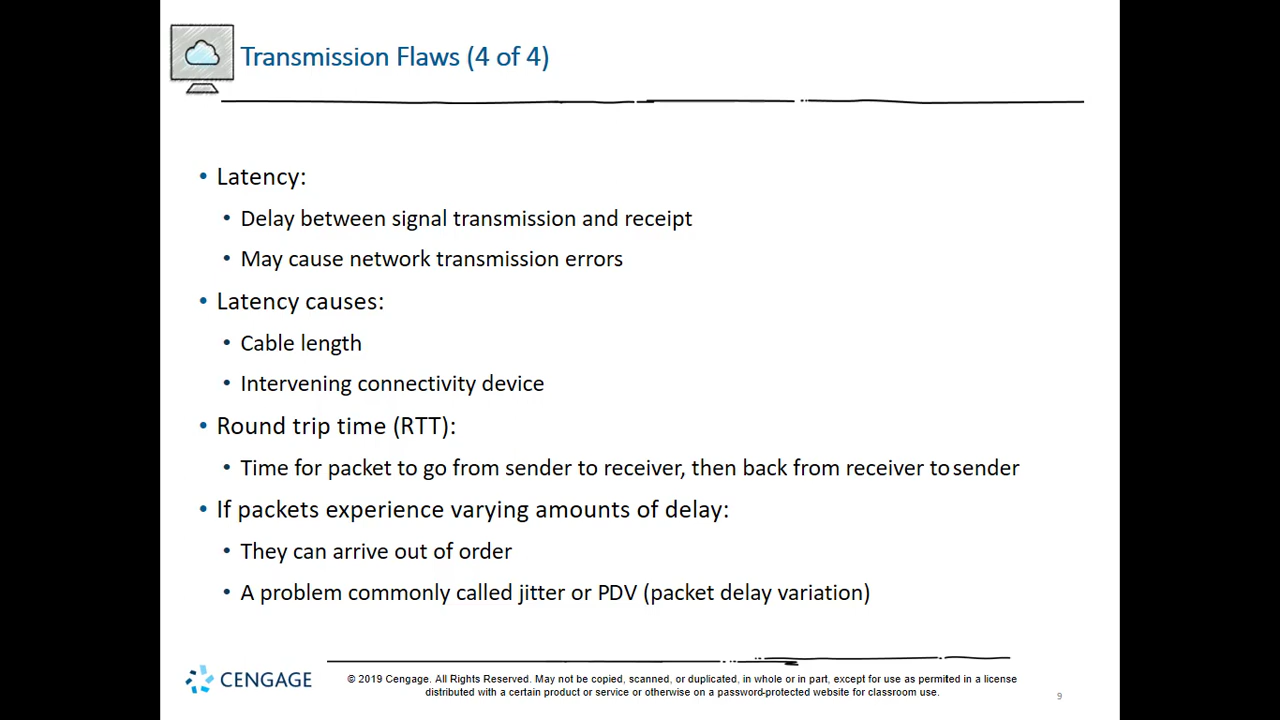 Transmission Flaws (4 of 4)
• Latency:
• Delay between signal transmission and receipt
• May cause network transmission errors
• Latency causes:
• Cable length
• Intervening connectivity device
• Round trip time (RTT):
• Time for packet to go from sender to receiver, then back from receiver to sender
• If packets experience varying amounts of delay:
• They can arrive out of order
• A problem commonly called jitter or PDV (packet delay variation)
CENGAGE
© 2019 Cengage. All Rights Reserved. May not be copied, scanned, or duplicated, in whole or in part, except for use as permitted in a license
distributed with a certain product or service or otherwise on a password-protected website for classroom use.
9